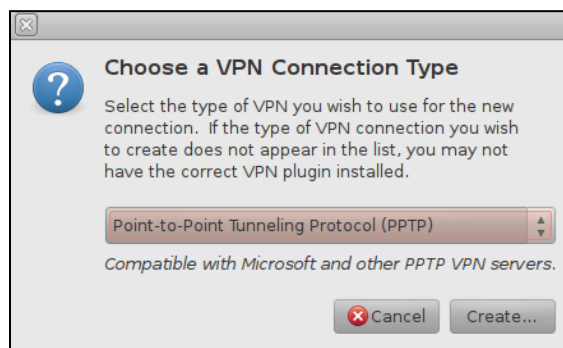 Choose a VPN Connection Type
Select the type of VPN you wish to use for the new
connection. If the type of VPN connection you wish
to create does not appear in the list, you may not
have the correct VPN plugin installed.
Point-to-Point Tunneling Protocol (PPTP)
Compatible with Microsoft and other PPTP VPN servers.
Cancel Create...